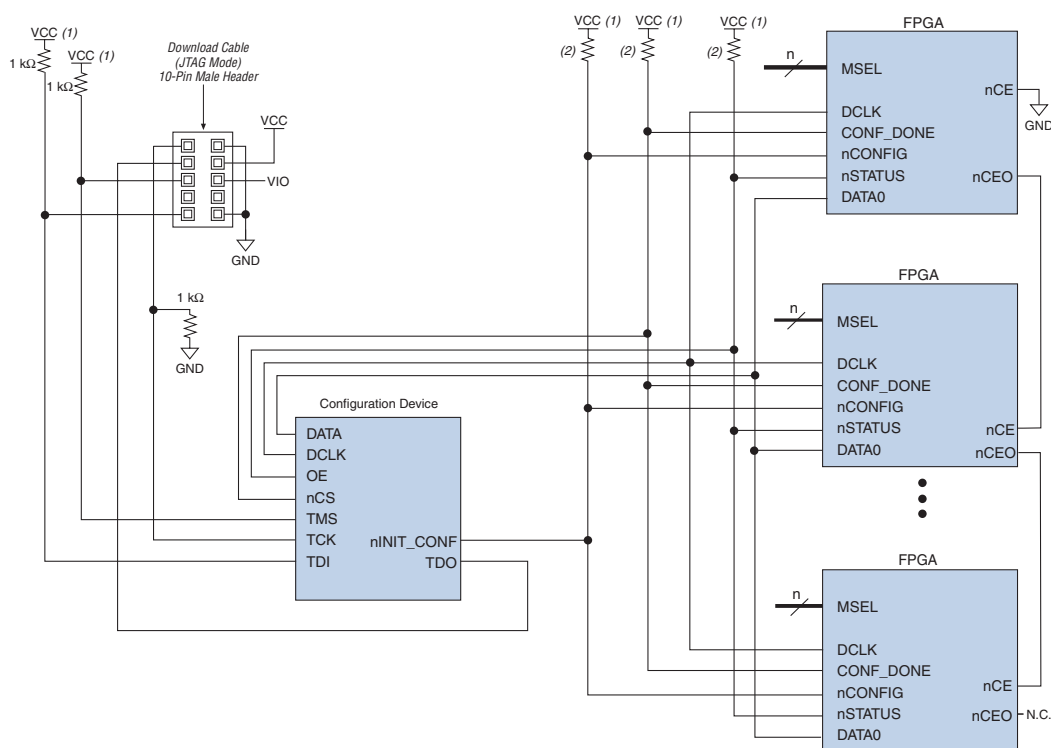 VCC (1)
1 kΩ
VCC (1)
1kΩ
Download Cable
(JTAG Mode)
10-Pin Male Header
VCC
VIO
GND
1 kΩ
GND
Configuration Device
DATA
DCLK
OE
nCS
TMS
TCK
TDI
nINIT_CONF
TDO
VCC (1)
VCC (1)
VCC (1)
(2)
(2)
(2)
FPGA
n
MSEL
DCLK
CONF_DONE
nCONFIG
nSTATUS
DATA0
nCE
GND
nCEO
FPGA
n
MSEL
DCLK
CONF_DONE
nCONFIG
nSTATUS
DATA0
nCE
nCEO
FPGA
n
MSEL
DCLK
CONF_DONE
nCONFIG
nSTATUS
DATA0
nCE
nCEO
N.C.